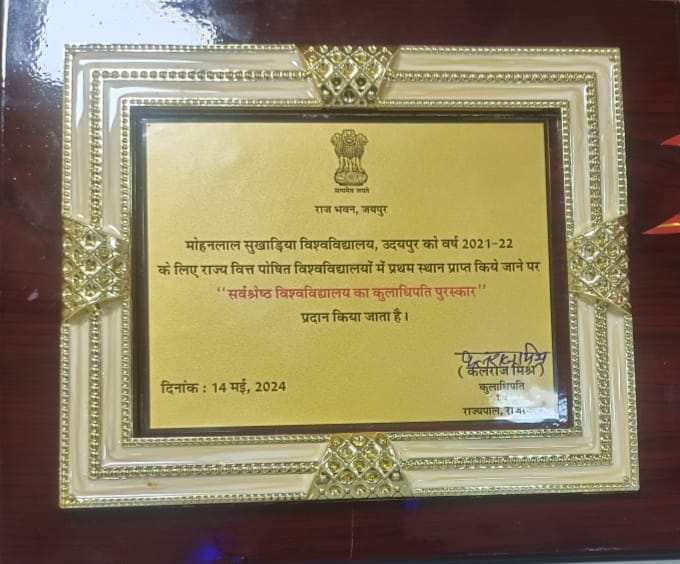 सत्यमेव जयते
राज भवन, जयपुर
मोहनलाल सुखाड़िया विश्वविद्यालय, उदयपुर को वर्ष 2021-22
के लिए राज्य वित्त पोषित विश्वविद्यालयों में प्रथम स्थान प्राप्त किये जाने पर
“सर्वश्रेष्ठ विश्वविद्यालय का कुलाधिपति पुरस्कार”
प्रदान किया जाता है।
(कलराज मिश्र)
दिनांक : 14 मई, 2024
कुलाधिपति
राज्यपाल,